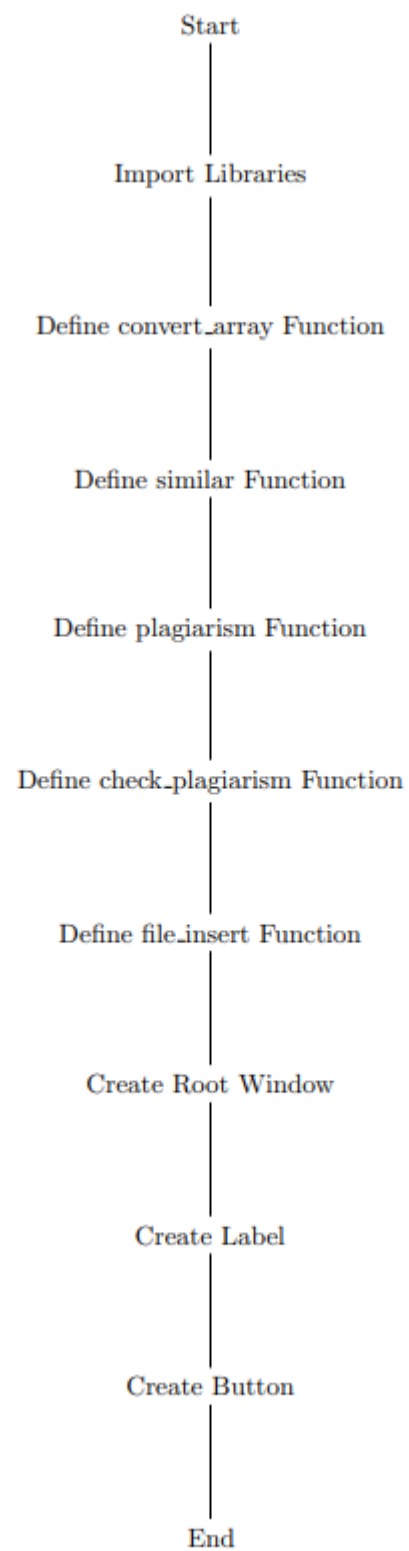 Start
Import Libraries
Define convert_array Function
Define similar Function
Define plagiarism Function
Define check_plagiarism Function
Define file_insert Function
Create Root Window
Create Label
Create Button
End